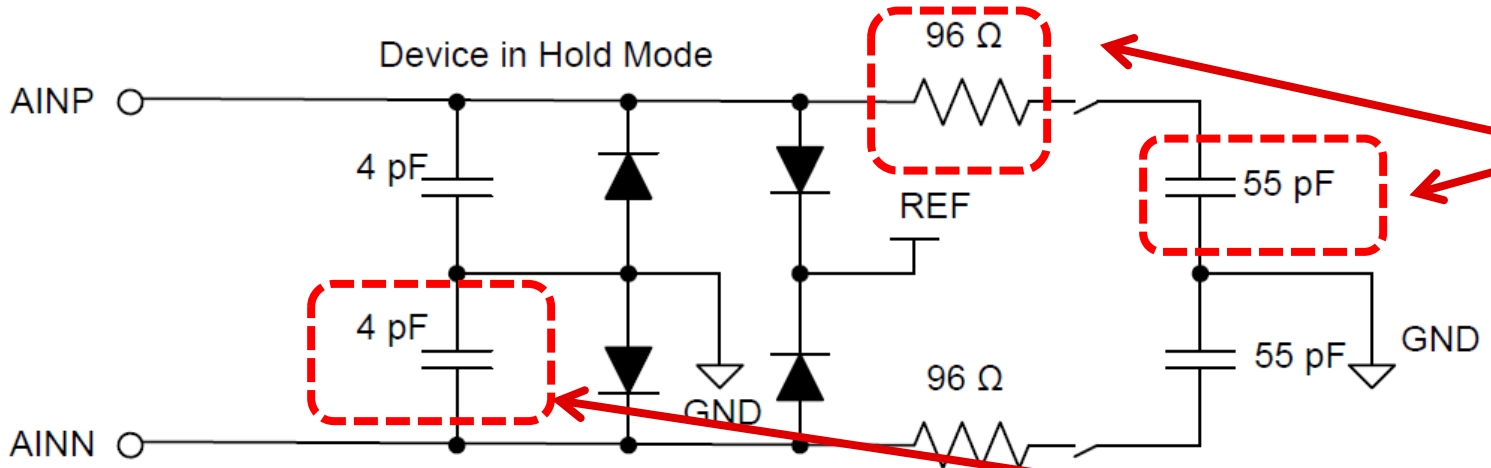 96 Ω
Device in Hold Mode
AINP
4 pF
55 pF
REF
4 pF
GND
55 pF
96 Ω
GND
AINN